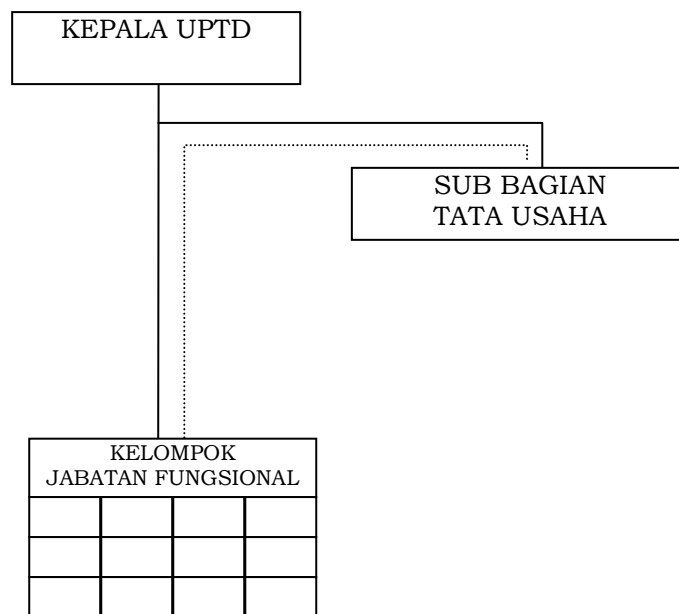 KEPALA UPTD
SUB BAGIAN
TATA USAHA
KELOMPOK
JABATAN FUNGSIONAL